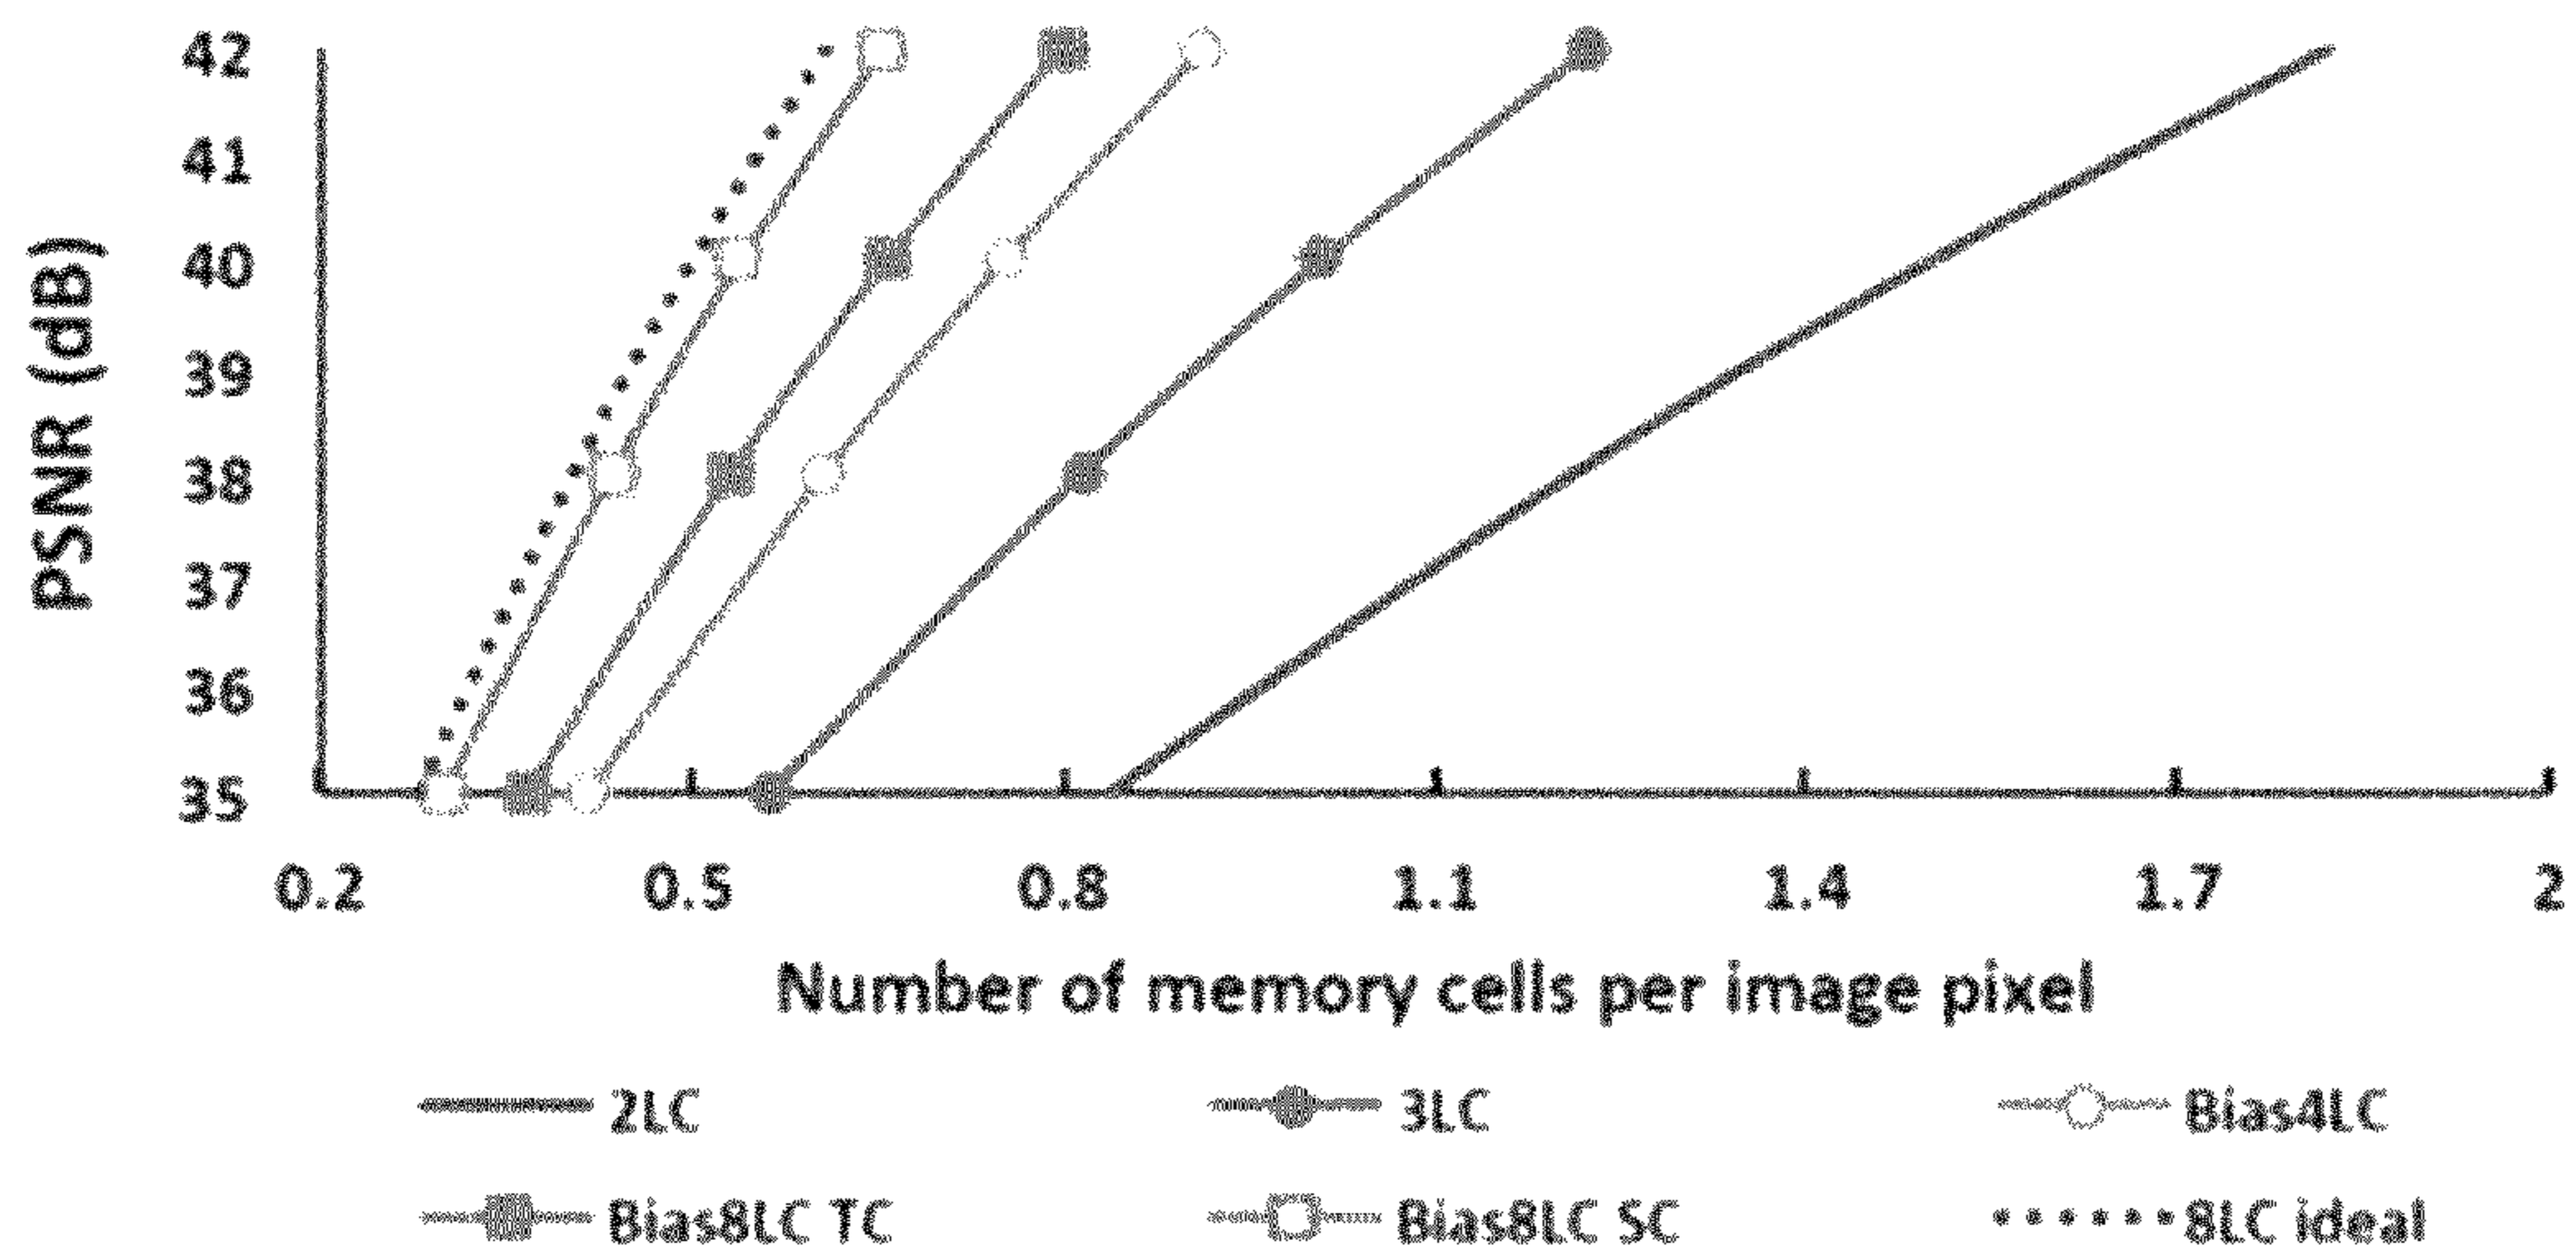 42
41
40
39
38
37
36
35
PSNR (dB)
0.2 0.5 0.8 1.1 1.4 1.7 2
Number of memory cells per image pixel
2LC 3LC Bias4LC
Bias8LC TC Bias8LC SC 8LC ideal